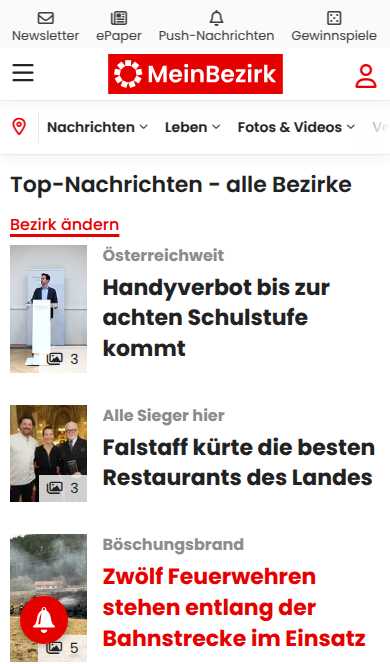 Newsletter ePaper Push-Nachrichten Gewinnspiele
MeinBezirk
Nachrichten Leben Fotos & Videos
Top-Nachrichten - alle Bezirke
Bezirk ändern
Österreichweit
Handyverbot bis zur
achten Schulstufe
kommt
3
Alle Sieger hier
Falstaff kürte die besten
Restaurants des Landes
3
Böschungsbrand
Zwölf Feuerwehren
stehen entlang der
Bahnstrecke im Einsatz
5